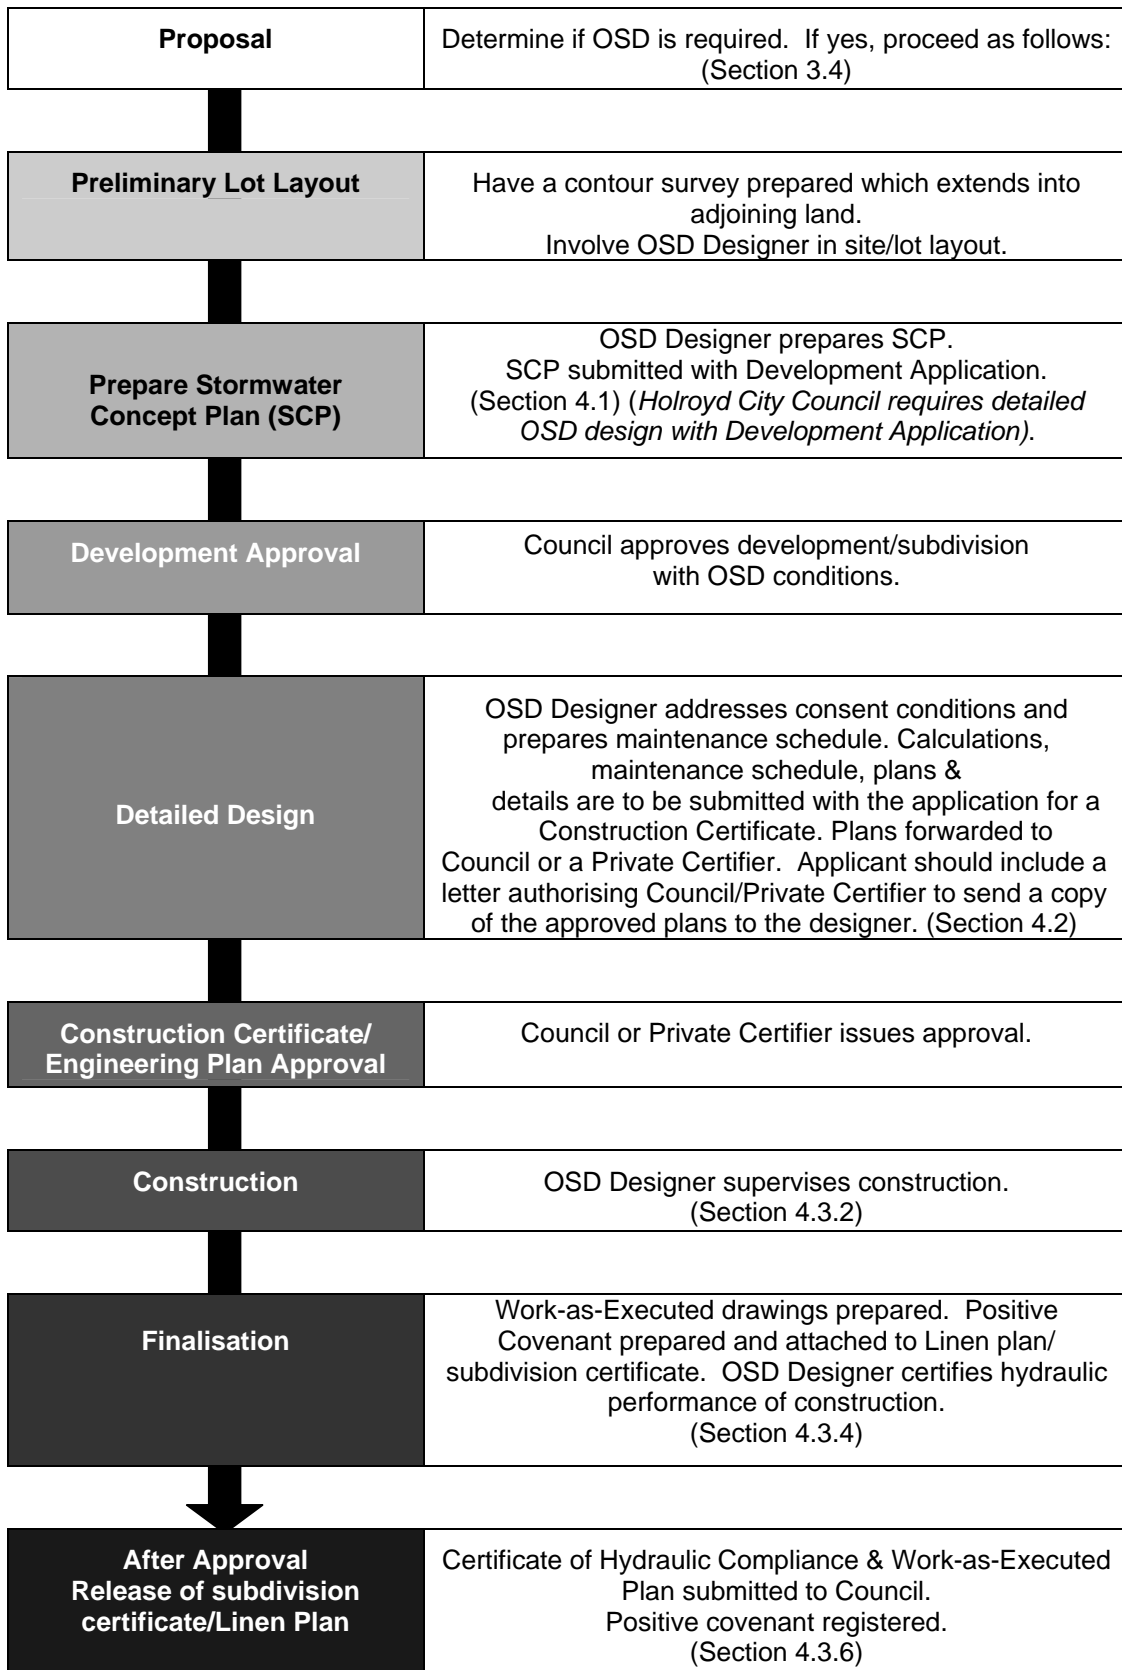 Proposal
Determine if OSD is required. If yes, proceed as follows:
(Section 3.4)
Preliminary Lot Layout
Have a contour survey prepared which extends into
adjoining land.
Involve OSD Designer in site/lot layout.
Prepare Stormwater
Concept Plan (SCP)
OSD Designer prepares SCP.
SCP submitted with Development Application.
(Section 4.1) (Holroyd City Council requires detailed
OSD design with Development Application).
Development Approval
Council approves development/subdivision
with OSD conditions.
Detailed Design
OSD Designer addresses consent conditions and
prepares maintenance schedule. Calculations,
maintenance schedule, plans &
details are to be submitted with the application for a
Construction Certificate. Plans forwarded to
Council or a Private Certifier. Applicant should include a
letter authorising Council/Private Certifier to send a copy
of the approved plans to the designer. (Section 4.2)
Construction Certificate/
Engineering Plan Approval
Council or Private Certifier issues approval.
Construction
OSD Designer supervises construction.
(Section 4.3.2)
Finalisation
Work-as-Executed drawings prepared. Positive
Covenant prepared and attached to Linen plan/
subdivision certificate. OSD Designer certifies hydraulic
performance of construction.
(Section 4.3.4)
After Approval
Release of subdivision
certificate/Linen Plan
Certificate of Hydraulic Compliance & Work-as-Executed
Plan submitted to Council.
Positive covenant registered.
(Section 4.3.6)